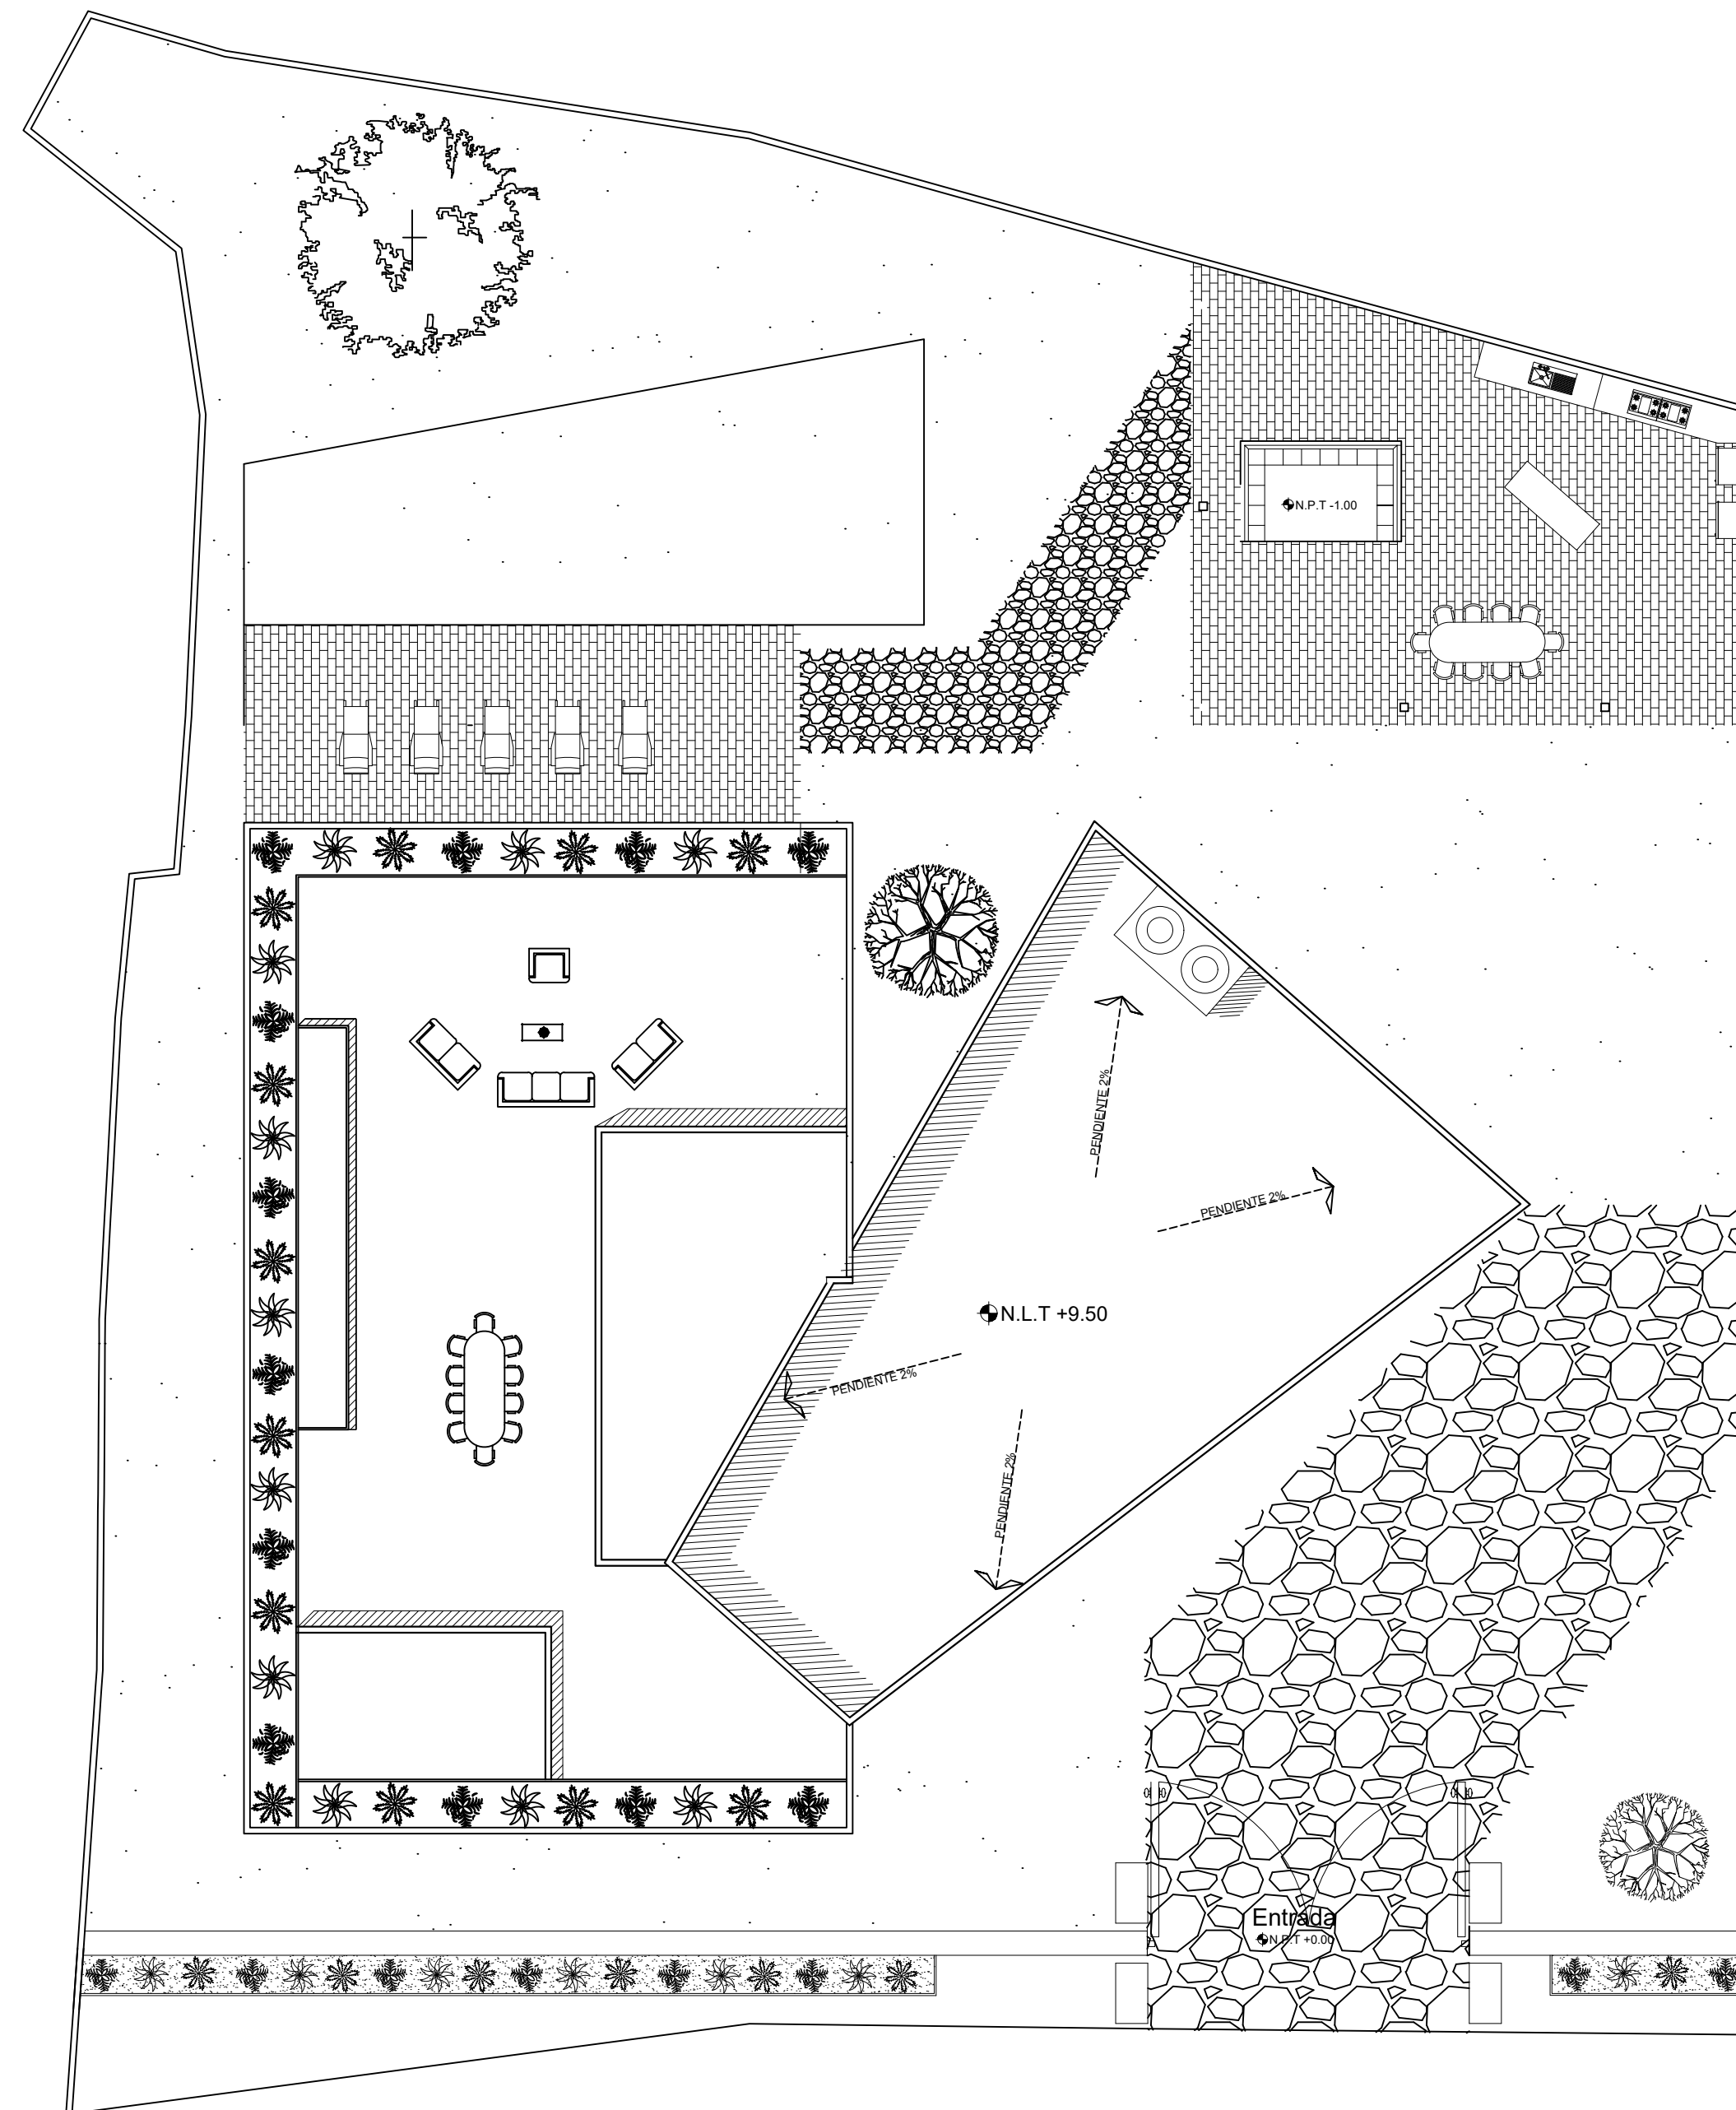 N.P.T -1.00
PENDIENTE 2%
PENDIENTE 2%
N.L.T +9.50
PENDIENTE 2%
PENDIENTE 2%
Entrada
N.P.T +0.00